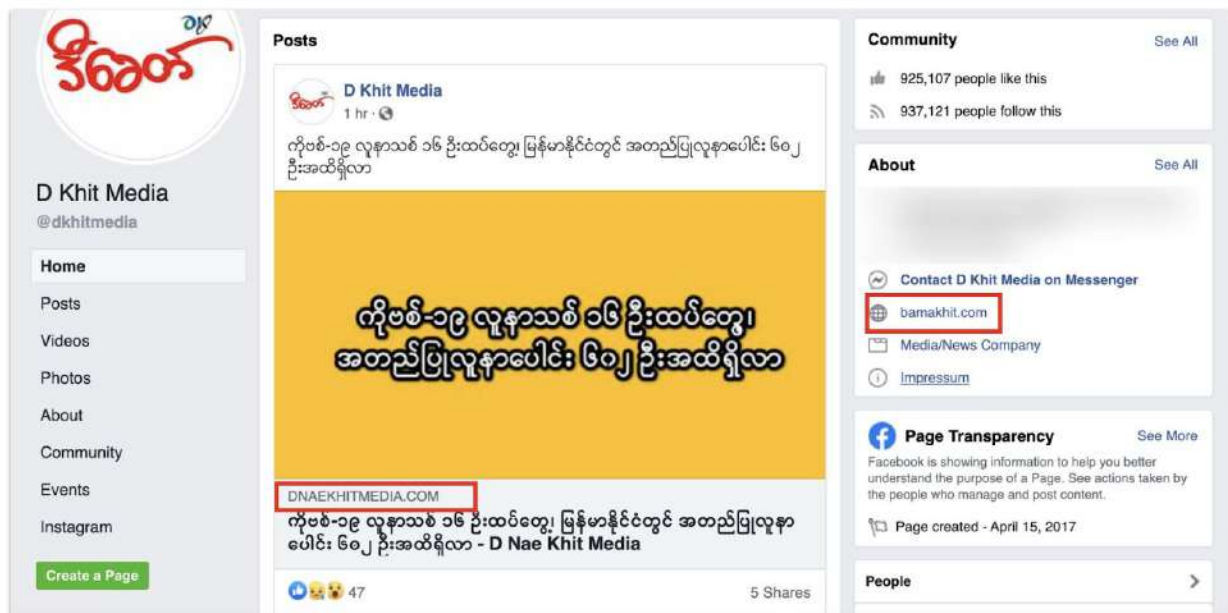 ဒီခေတ်
D Khit Media
@dkhitmedia
Home
Posts
Videos
Photos
About
Community
Events
Instagram
Create a Page
Posts
D Khit Media
1 hr
ကိုဗစ်-၁၉ လူနာသစ် ၁၆ ဦးထပ်တွေ့၊ မြန်မာနိုင်ငံတွင် အတည်ပြုလူနာပေါင်း ၆၀၂
ဦးအထိရှိလာ
ကိုဗစ်-၁၉ လူနာသစ် ၁၆ ဦးထပ်တွေ့၊
အတည်ပြုလူနာပေါင်း ၆၀၂ ဦးအထိရှိလာ
DNAEKHITMEDIA.COM
ကိုဗစ်-၁၉ လူနာသစ် ၁၆ ဦးထပ်တွေ့၊ မြန်မာနိုင်ငံတွင် အတည်ပြုလူနာ
ပေါင်း ၆၀၂ ဦးအထိရှိလာ - D Nae Khit Media
47
5 Shares
Community
See All
925,107 people like this
937,121 people follow this
About
See All
Contact D Khit Media on Messenger
bamakhit.com
Media/News Company
Impressum
Page Transparency
See More
Facebook is showing information to help you better
understand the purpose of a Page. See actions taken by
the people who manage and post content.
Page created - April 15, 2017
People